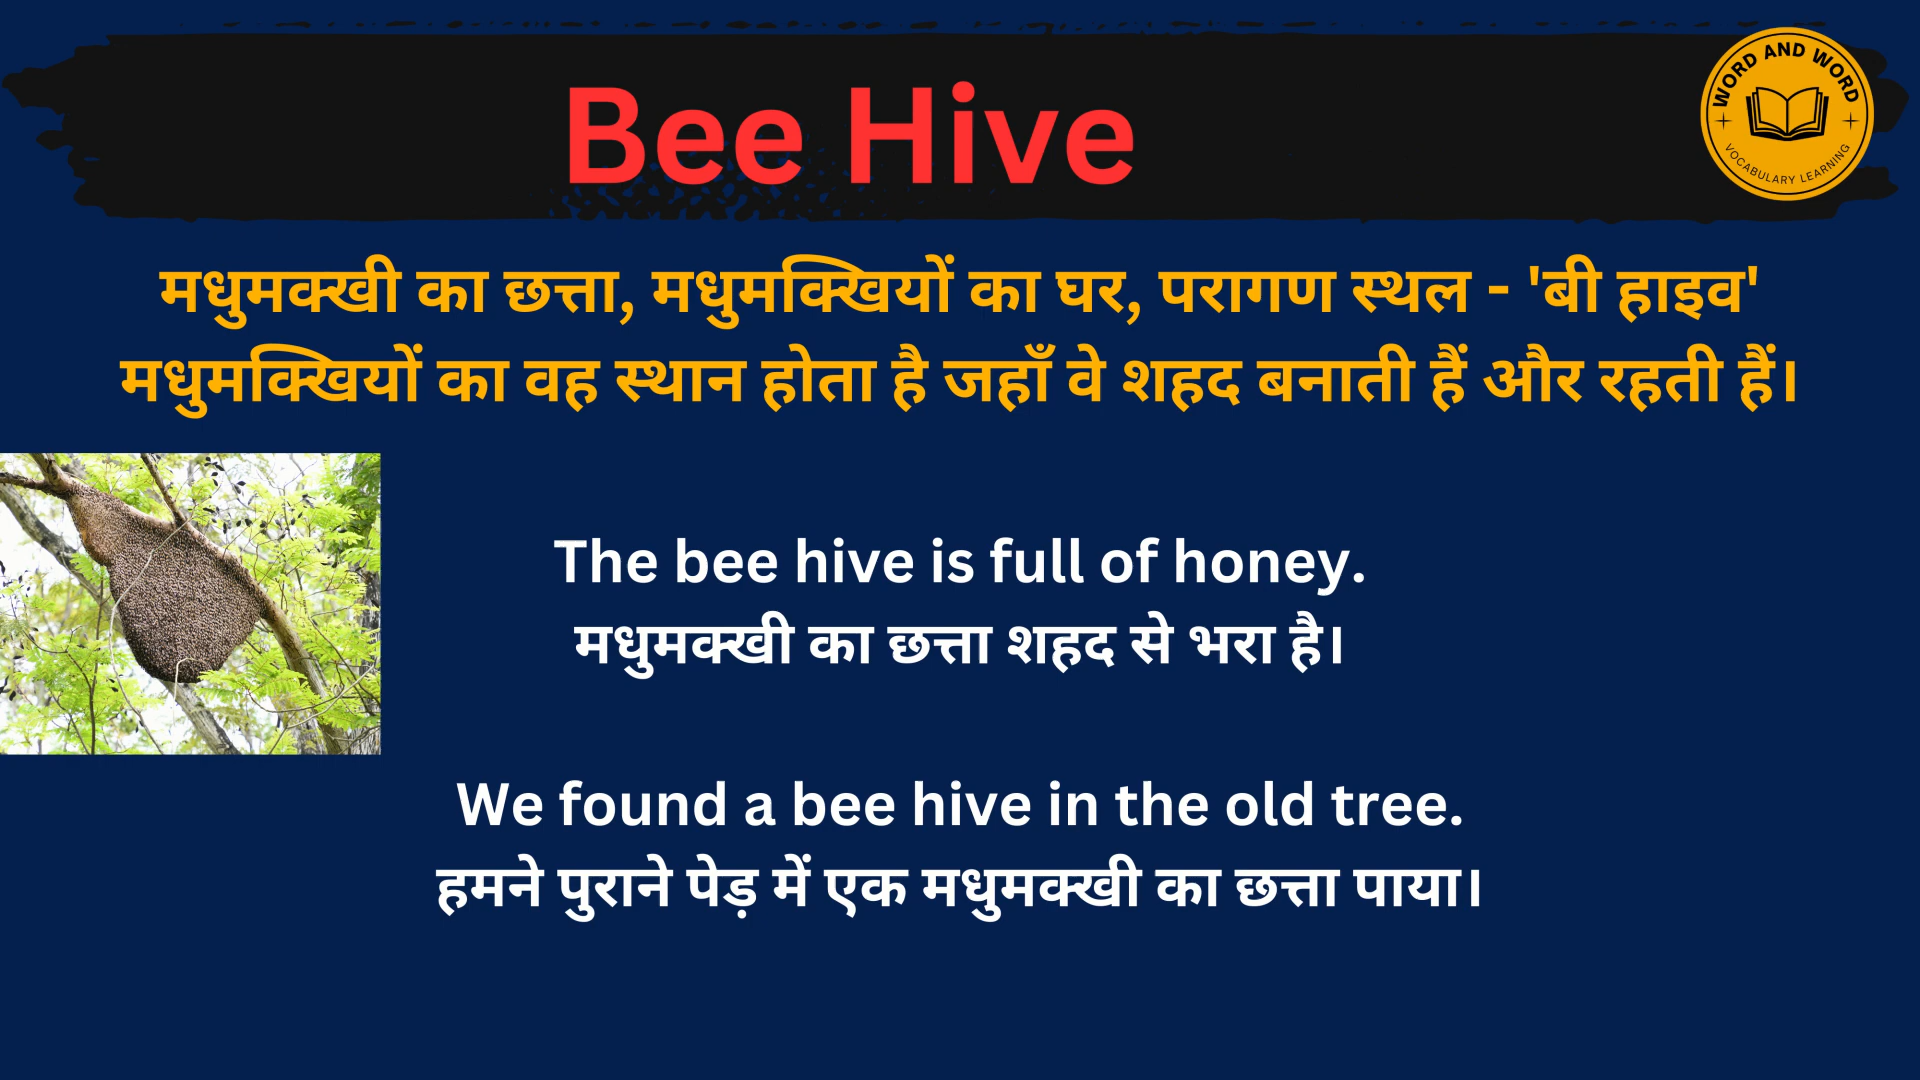 Bee Hive
WORD AND WORD
VOCABULARY LEARNING
मधुमक्खी का छत्ता, मधुमक्खियों का घर, परागण स्थल - 'बी हाइव'
मधुमक्खियों का वह स्थान होता है जहाँ वे शहद बनाती हैं और रहती हैं।
The bee hive is full of honey.
मधुमक्खी का छत्ता शहद से भरा है।
We found a bee hive in the old tree.
हमने पुराने पेड़ में एक मधुमक्खी का छत्ता पाया।